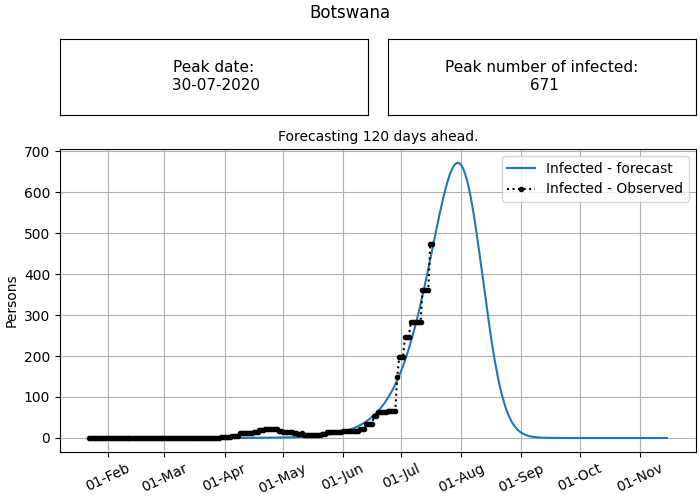 Botswana
Peak date:
30-07-2020
Peak number of infected:
671
Forecasting 120 days ahead.
Infected - forecast
Infected - Observed
Persons
700
600
500
400
300
200
100
0
01-Feb
01-Mar
01-Apr
01-May
01-Jun
01-Jul
01-Aug
01-Sep
01-Oct
01-Nov